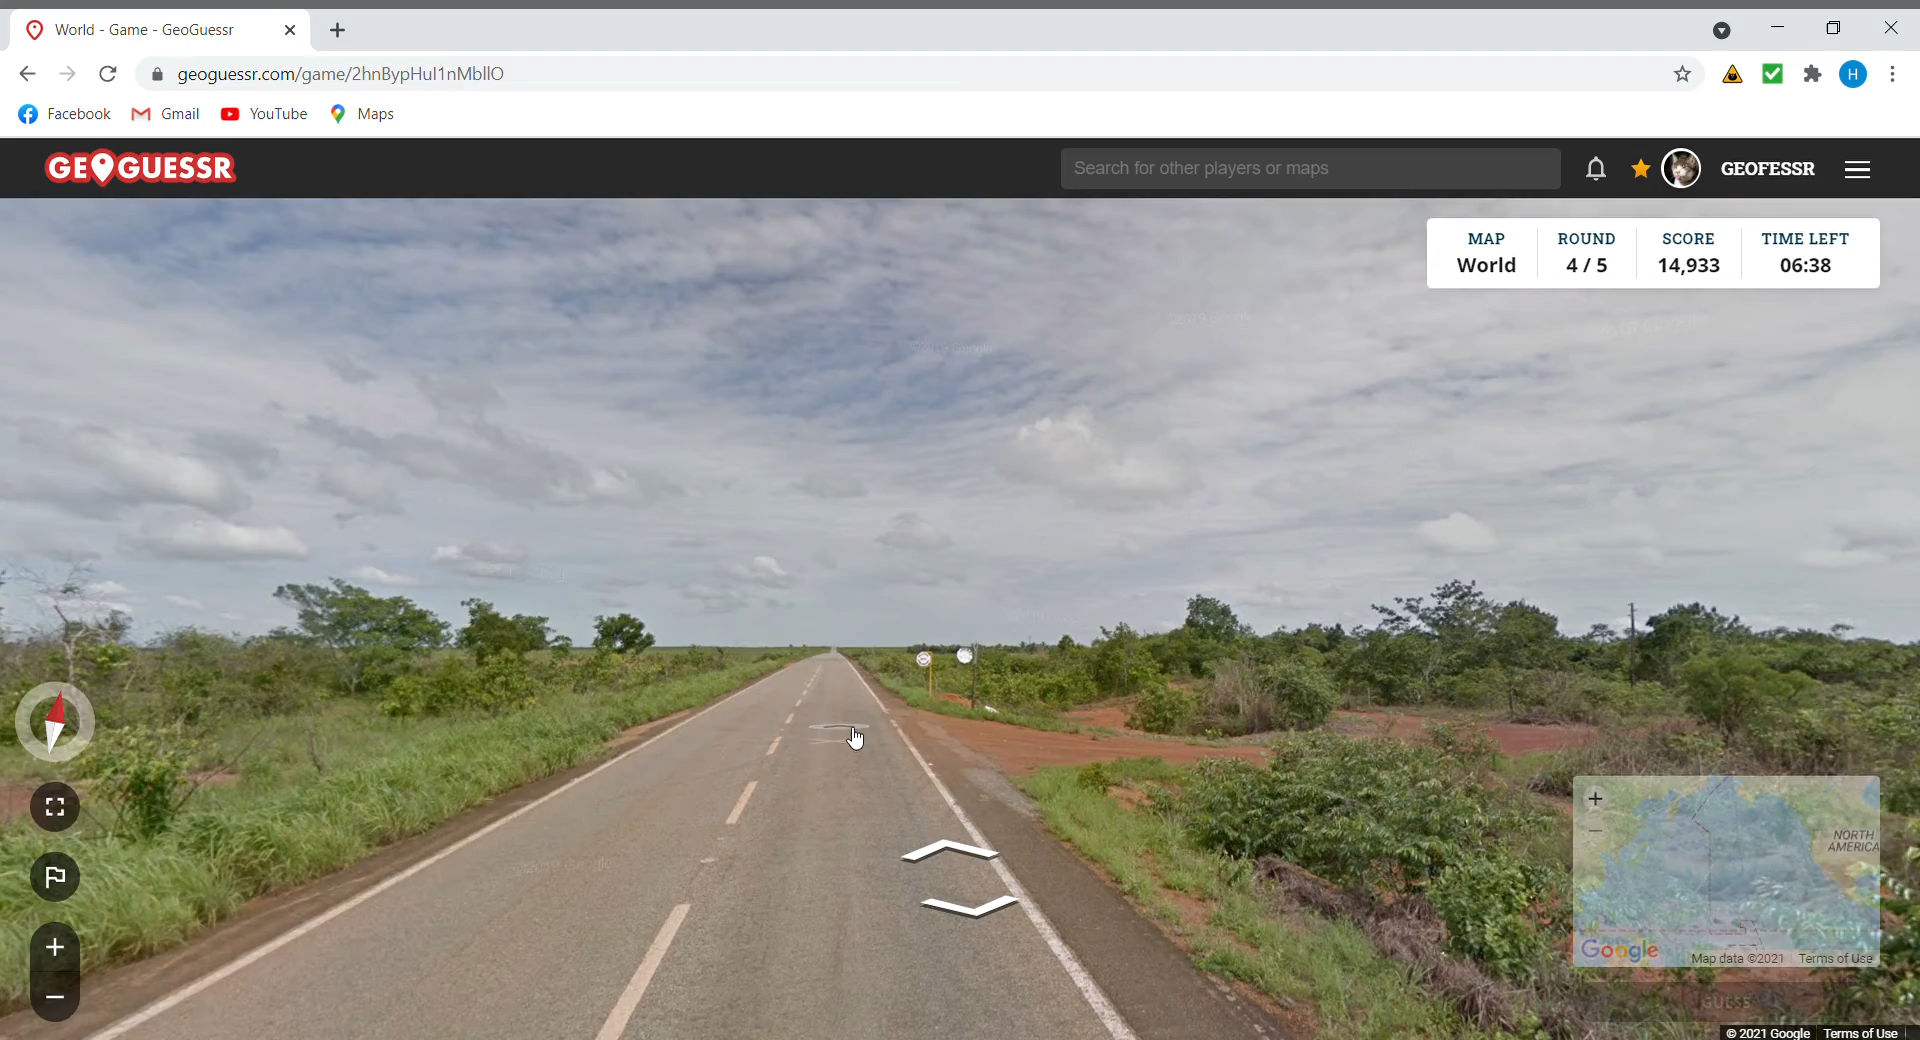 World - Game - GeoGuessr
geoguessr.com/game/2hnBypHul1nMbllO
H
Facebook
Gmail
YouTube
Maps
GEOGUESSR
Search for other players or maps
GEOFESSR
MAP
World
ROUND
4 / 5
SCORE
14,933
TIME LEFT
06:38
NORTH
AMERICA
Google
Map data ©2021
Terms of Use
GUESS
© 2021 Google
Terms of Use